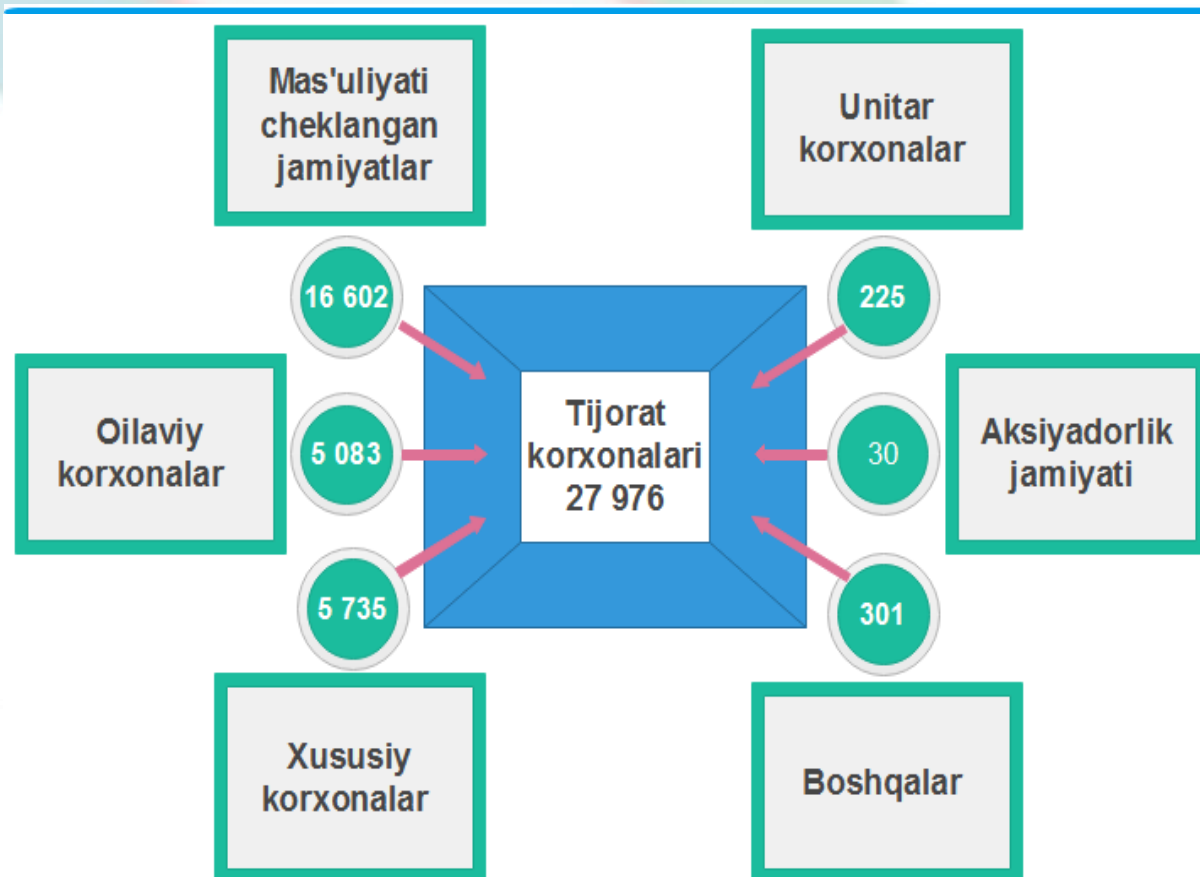 Mas'uliyati
cheklangan
jamiyatlar
Unitar
korxonalar
16 602
225
Oilaviy
korxonalar
5 083
Tijorat
korxonalari
27 976
30
Aksiyadorlik
jamiyati
5 735
301
Xususiy
korxonalar
Boshqalar